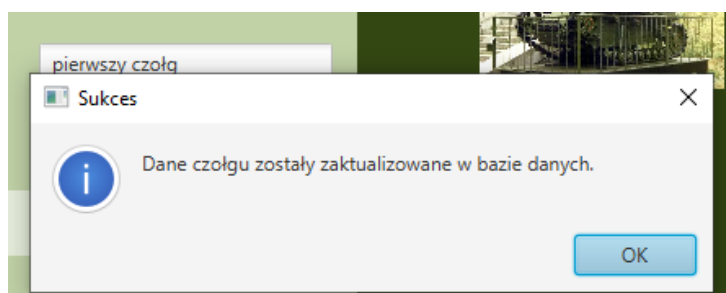 pierwszy czołg
Sukces
Dane czołgu zostały zaktualizowane w bazie danych.
OK